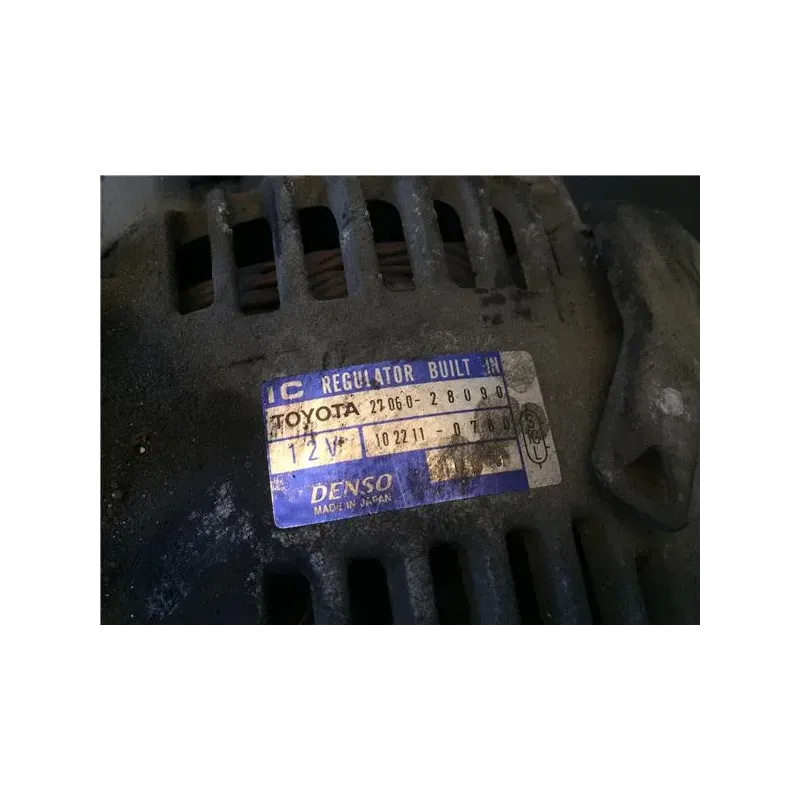 IC REGULATOR BUILT IN
TOYOTA 27060-28090
12V 102211-0780
DENSO
MADE IN JAPAN